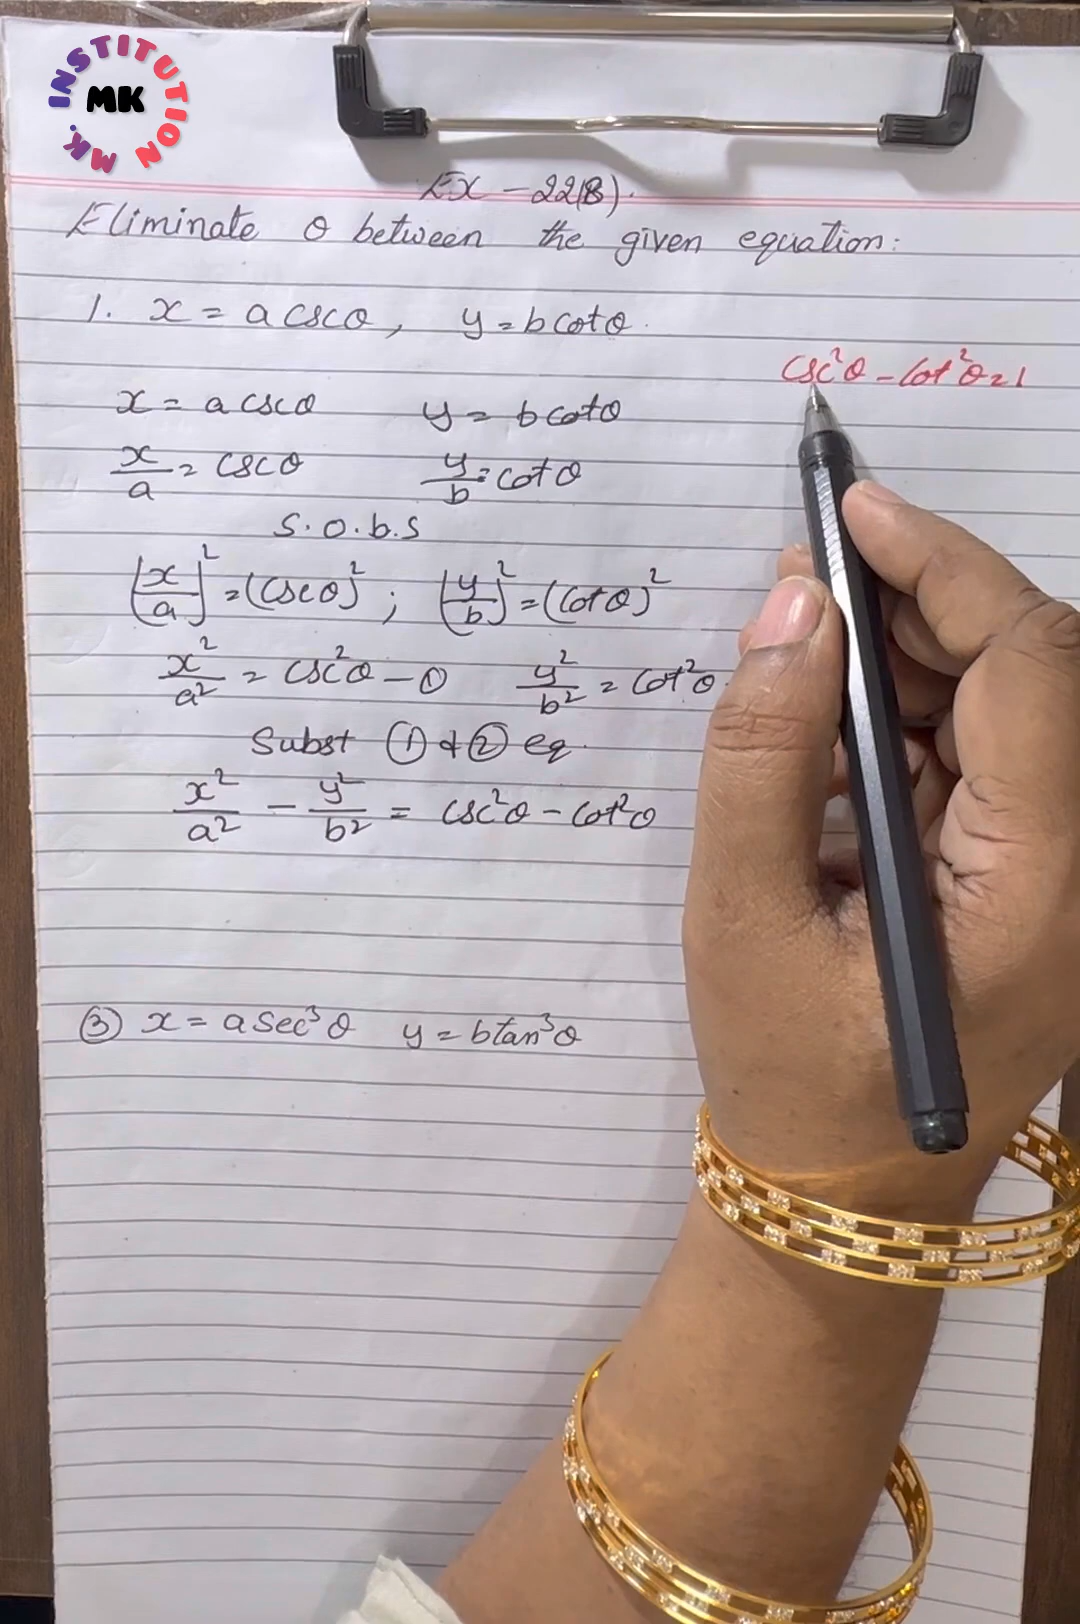 MK. INSTITUTION
MK
Ex - 22(B).
Eliminate θ between the given equation:
1. x = a cscθ, y = b cotθ.
csc²θ - cot²θ = 1
x = a cscθ y = b cotθ
x/a = cscθ y/b = cotθ
S.O.b.S
(x/a)² = (cscθ)² ; (y/b)² = (cotθ)²
x²/a² = csc²θ - ① y²/b² = cot²θ
Subst ① & ② eq.
x²/a² - y²/b² = csc²θ - cot²θ
③ x = a sec³θ y = b tan³θ